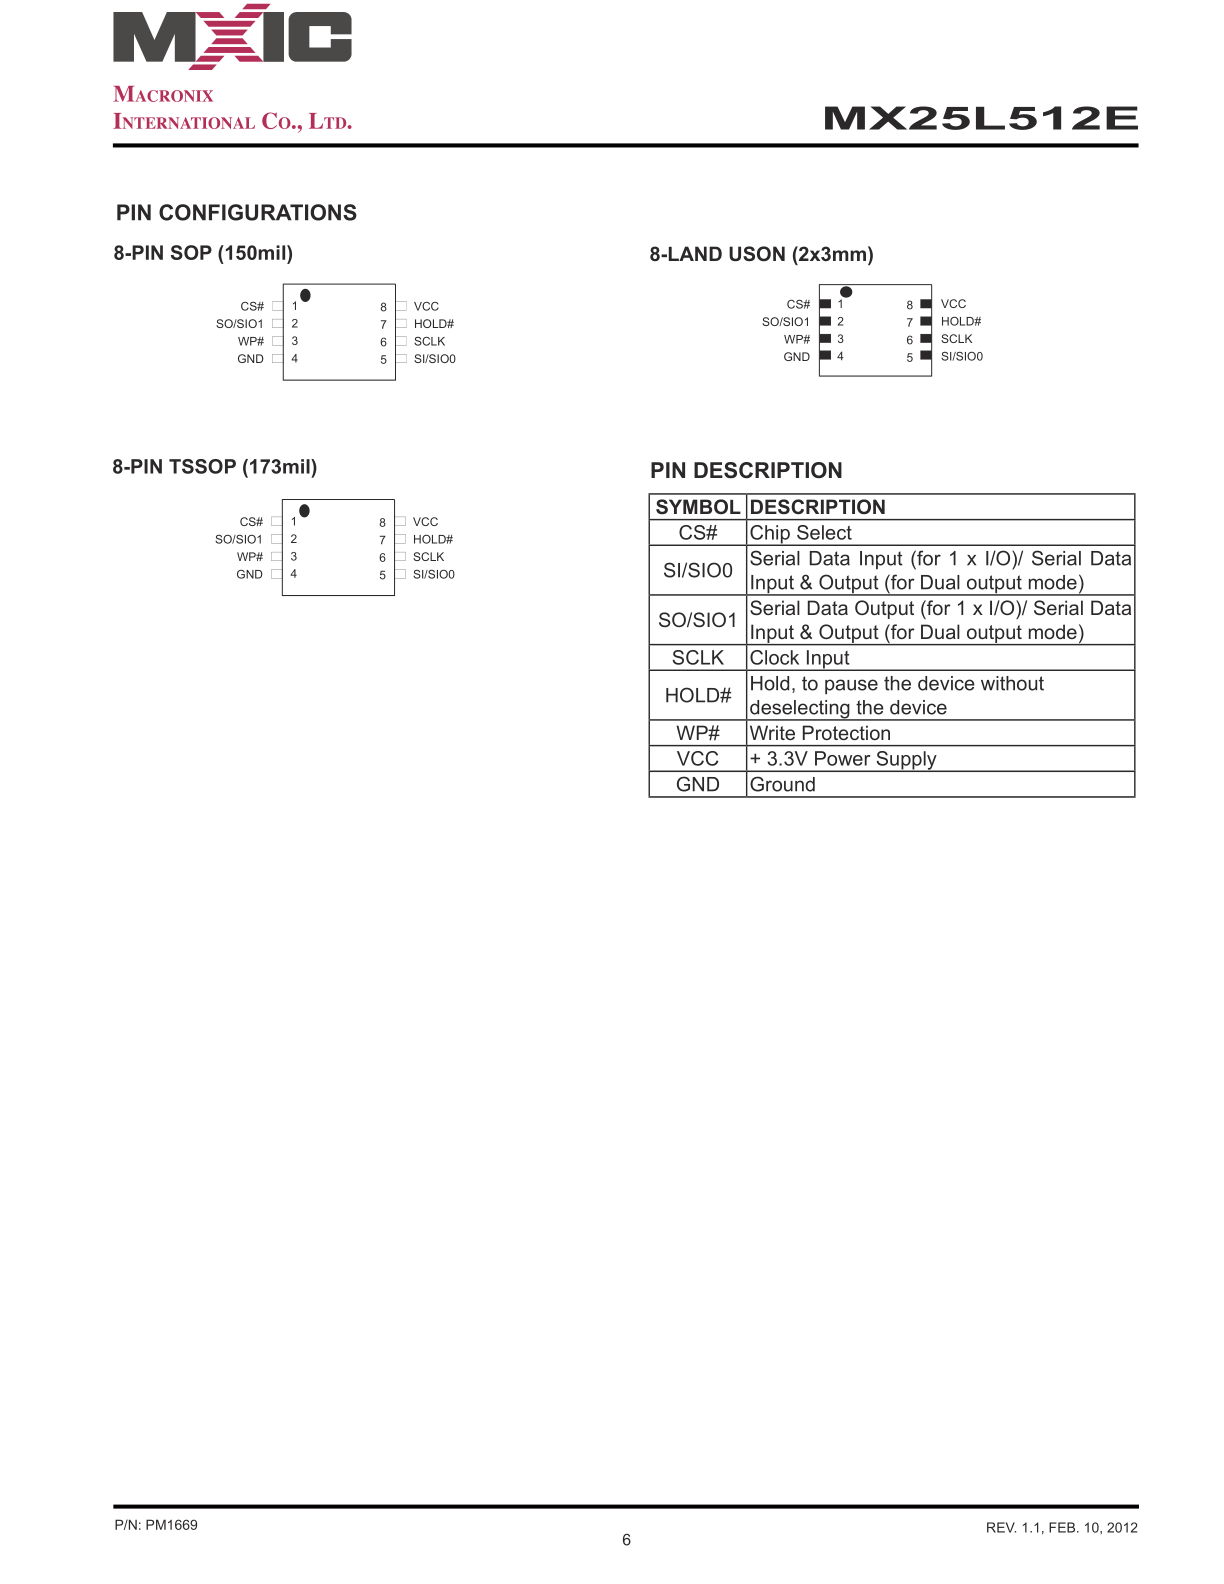 MXIC
MACRONIX
INTERNATIONAL CO., LTD.
MX25L512E
PIN CONFIGURATIONS
8-PIN SOP (150mil)
CS# 1 8 VCC
SO/SIO1 2 7 HOLD#
WP# 3 6 SCLK
GND 4 5 SI/SIO0
8-LAND USON (2x3mm)
CS# 1 8 VCC
SO/SIO1 2 7 HOLD#
WP# 3 6 SCLK
GND 4 5 SI/SIO0
8-PIN TSSOP (173mil)
CS# 1 8 VCC
SO/SIO1 2 7 HOLD#
WP# 3 6 SCLK
GND 4 5 SI/SIO0
PIN DESCRIPTION
SYMBOL DESCRIPTION
CS# Chip Select
SI/SIO0 Serial Data Input (for 1 x I/O)/ Serial Data
Input & Output (for Dual output mode)
SO/SIO1 Serial Data Output (for 1 x I/O)/ Serial Data
Input & Output (for Dual output mode)
SCLK Clock Input
HOLD# Hold, to pause the device without
deselecting the device
WP# Write Protection
VCC + 3.3V Power Supply
GND Ground
P/N: PM1669
6
REV. 1.1, FEB. 10, 2012